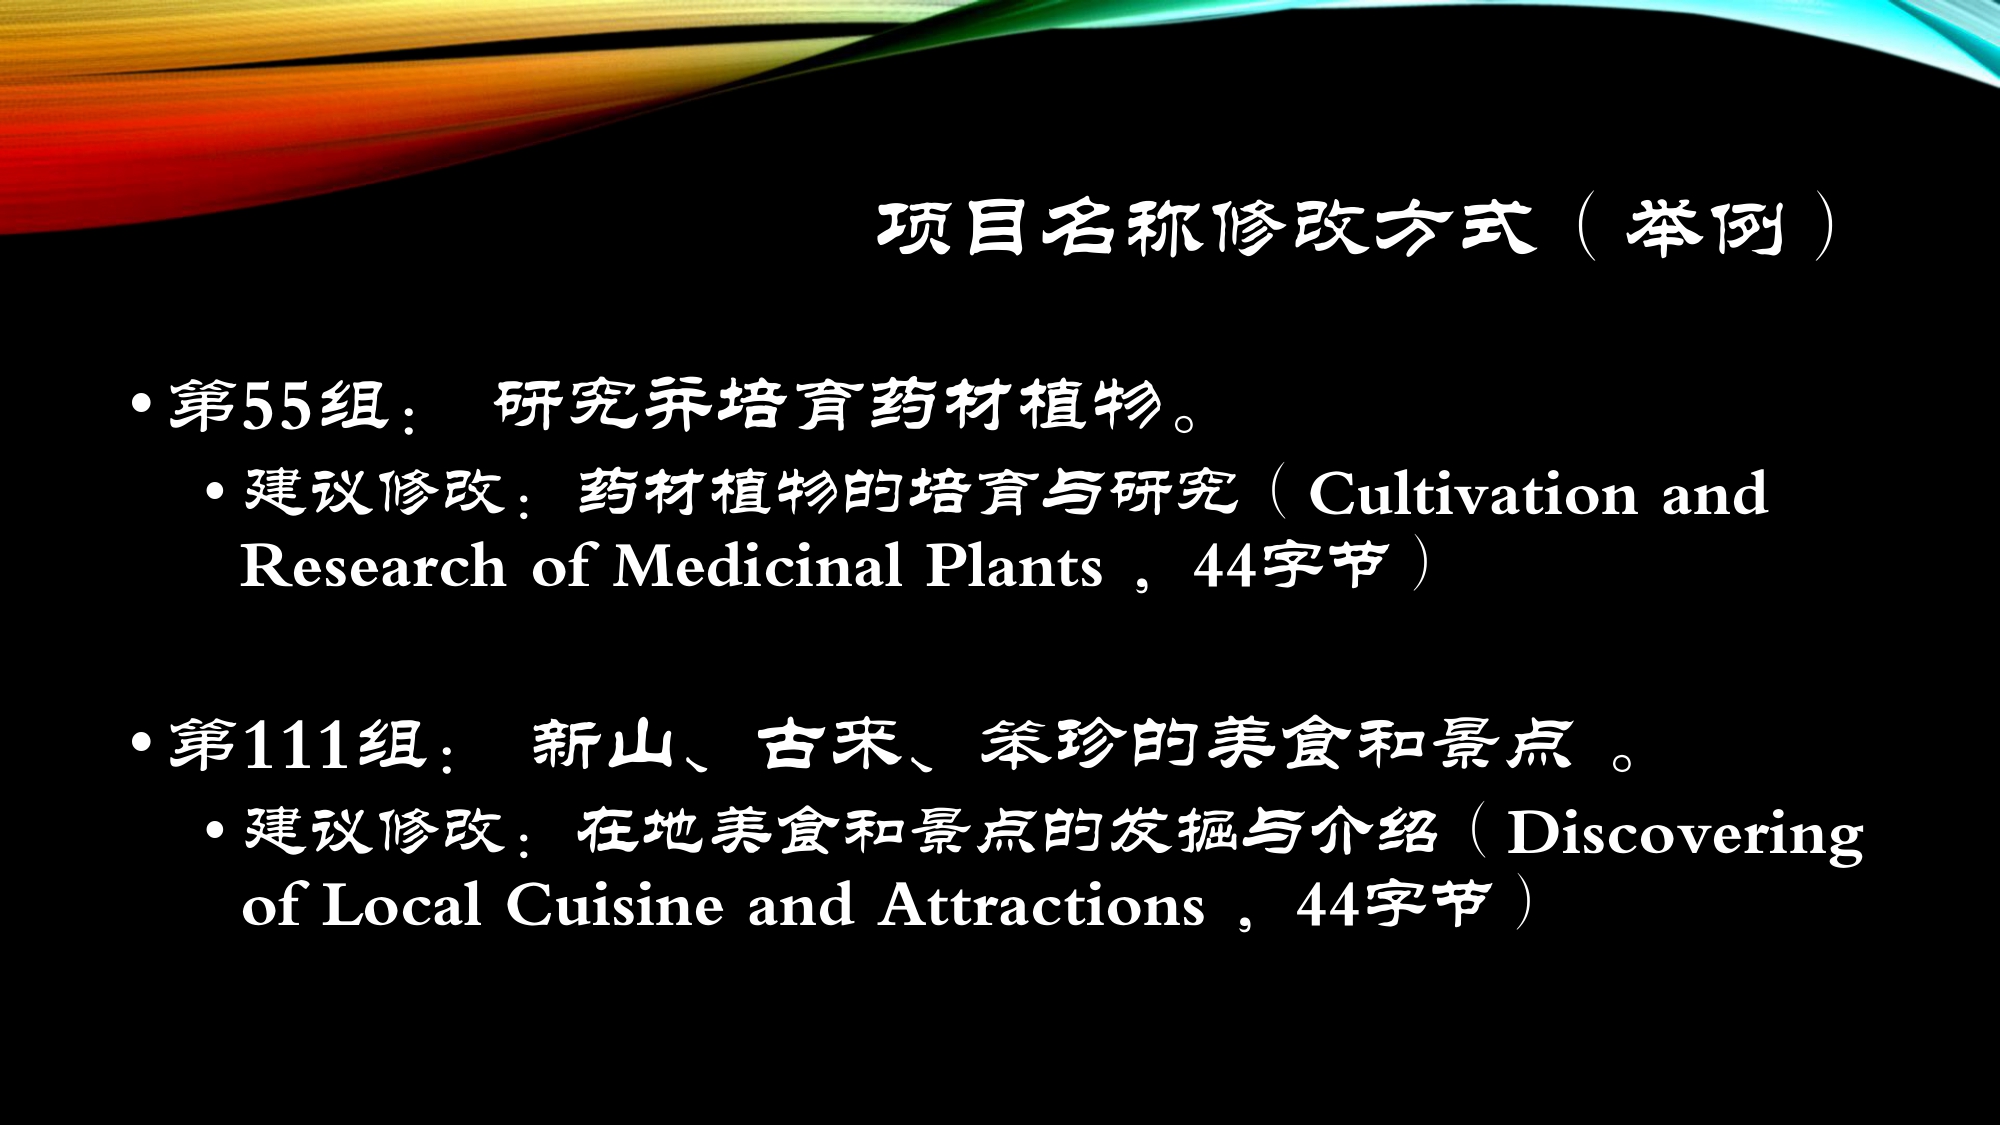 项目名称修改方式（举例）
•第55组： 研究并培育药材植物。
•建议修改：药材植物的培育与研究（Cultivation and
Research of Medicinal Plants ，44字节）
•第111组： 新山、古来、笨珍的美食和景点 。
•建议修改：在地美食和景点的发掘与介绍（Discovering
of Local Cuisine and Attractions ，44字节）